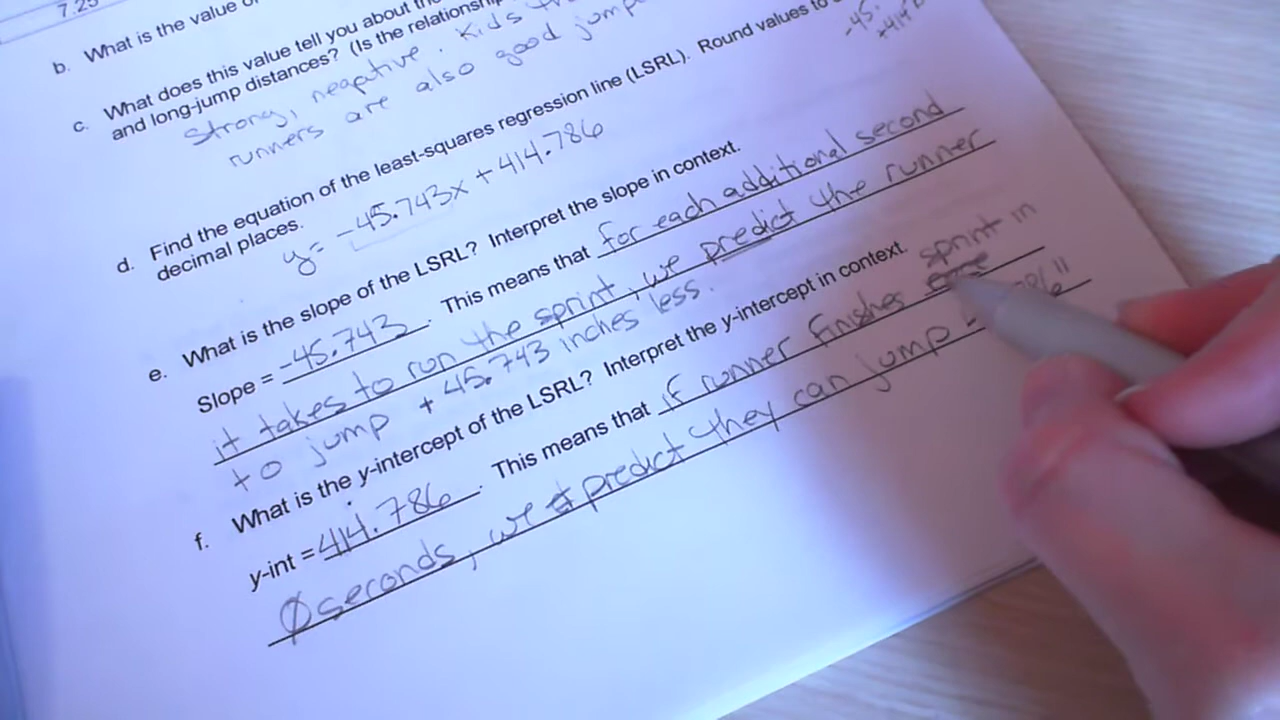 7.25
b. What is the value
c. What does this value tell you about the
and long-jump distances? (Is the relationship
strong, negative. Kids
runners are also good jump
d. Find the equation of the least-squares regression line (LSRL). Round values to
decimal places.
y = -45.743x + 414.786
-45.
+414
e. What is the slope of the LSRL? Interpret the slope in context.
Slope = -45.743. This means that for each additional second
it takes to run the sprint, we predict the runner
to jump + 45.743 inches less.
f. What is the y-intercept of the LSRL? Interpret the y-intercept in context.
y-int = 414.786. This means that if runner finishes sprint in
0 seconds, we predict they can jump